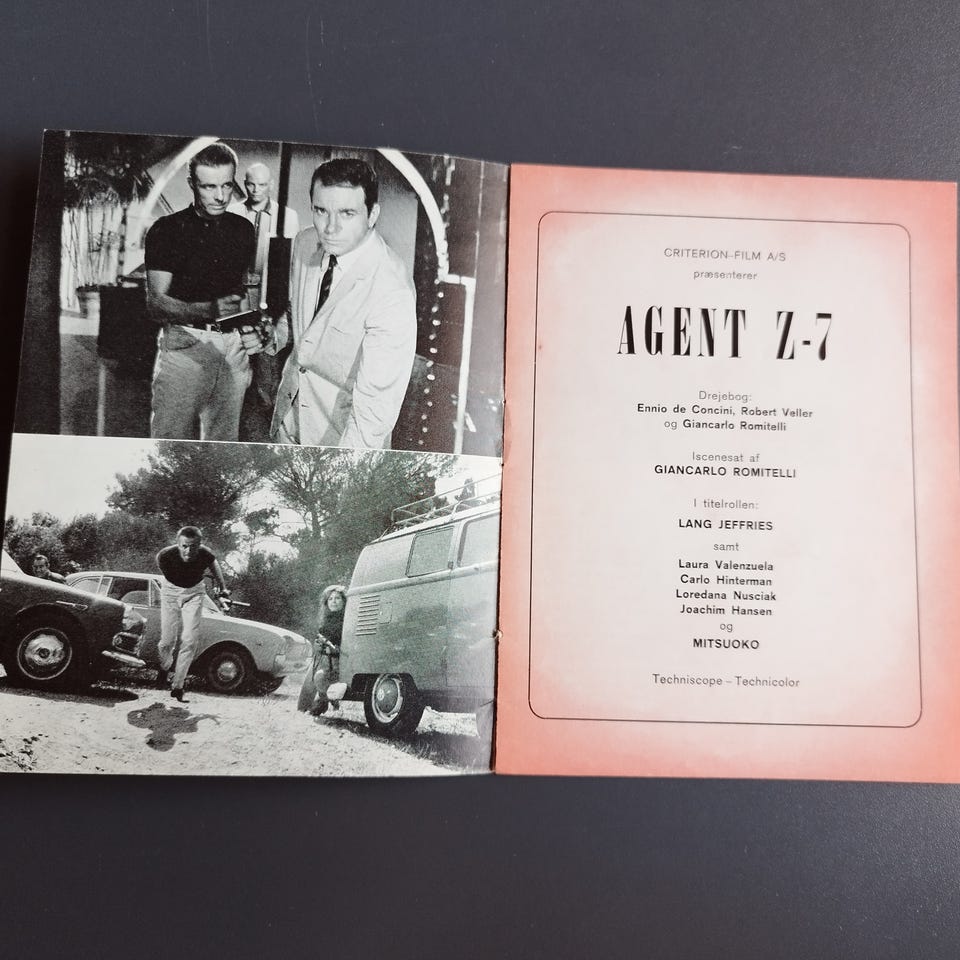 CRITERION-FILM A/S
præsenterer
AGENT Z-7
Drejebog:
Ennio de Concini, Robert Veller
og Giancarlo Romitelli
Iscenesat af
GIANCARLO ROMITELLI
I titelrollen:
LANG JEFFRIES
samt
Laura Valenzuela
Carlo Hinterman
Loredana Nusciak
Joachim Hansen
og
MITSUOKO
Techniscope – Technicolor